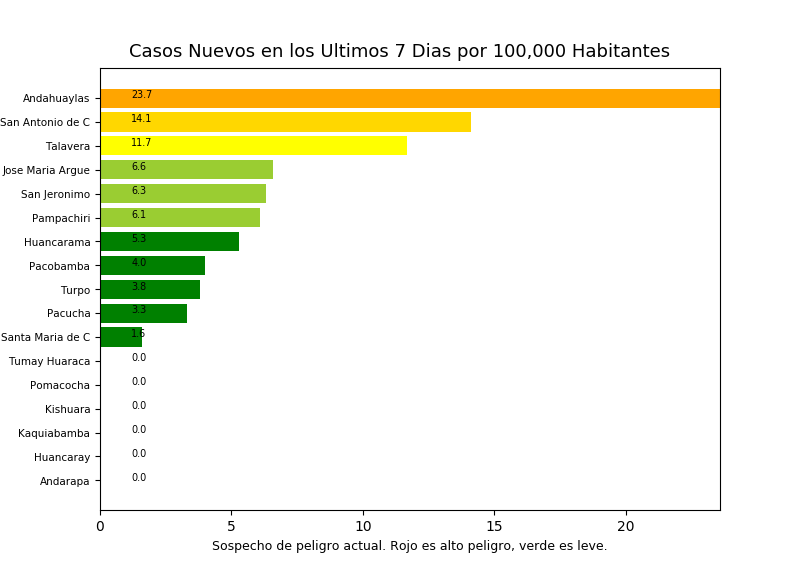 Casos Nuevos en los Ultimos 7 Dias por 100,000 Habitantes
Andahuaylas 23.7
San Antonio de C 14.1
Talavera 11.7
Jose Maria Argue 6.6
San Jeronimo 6.3
Pampachiri 6.1
Huancarama 5.3
Pacobamba 4.0
Turpo 3.8
Pacucha 3.3
Santa Maria de C 1.6
Tumay Huaraca 0.0
Pomacocha 0.0
Kishuara 0.0
Kaquiabamba 0.0
Huancaray 0.0
Andarapa 0.0
0 5 10 15 20
Sospecho de peligro actual. Rojo es alto peligro, verde es leve.